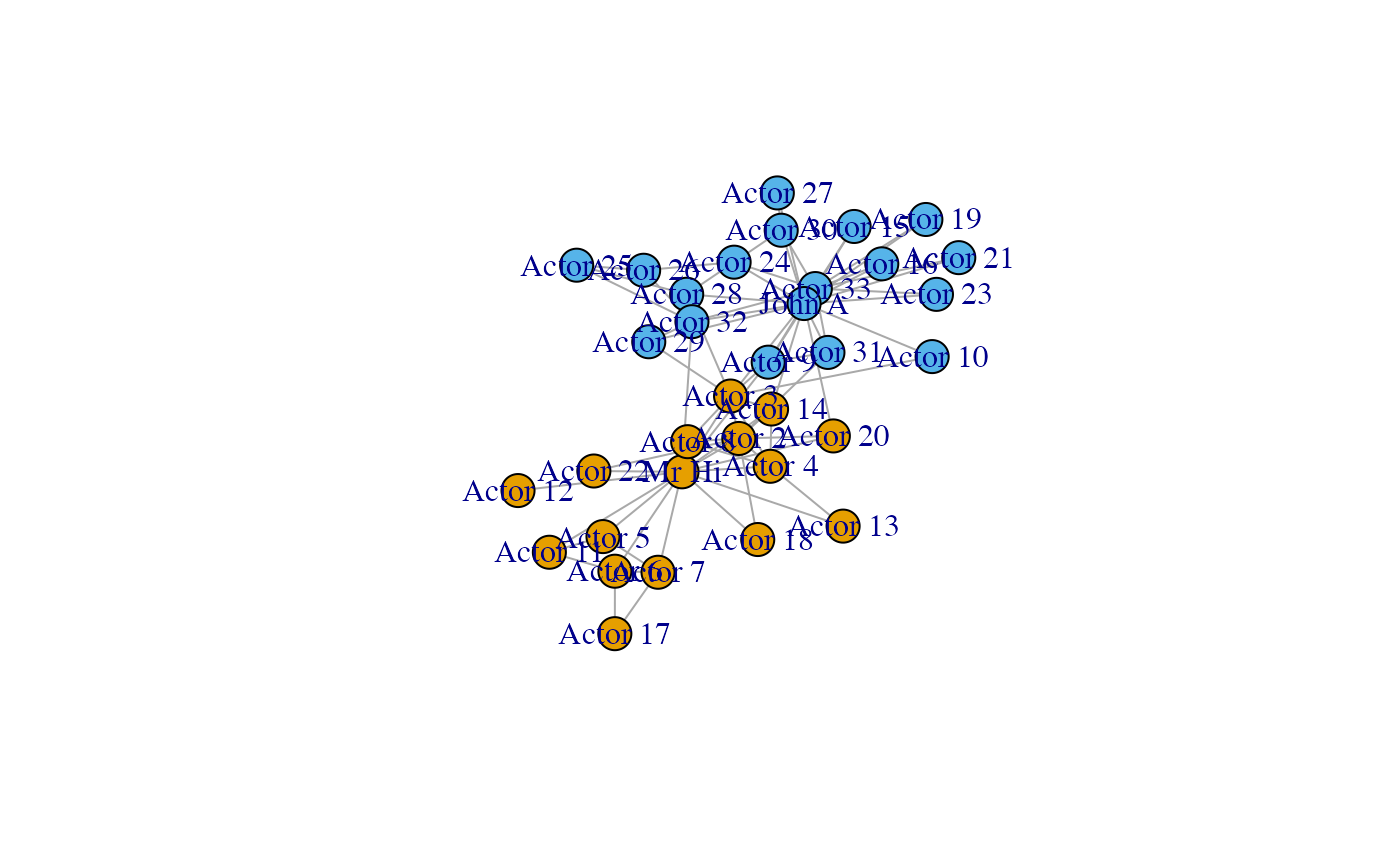 Actor 27
Actor 30
Actor 15
Actor 19
Actor 24
Actor 16
Actor 21
Actor 25
Actor 26
Actor 28
Actor 33
Actor 23
John A
Actor 32
Actor 29
Actor 9
Actor 31
Actor 10
Actor 3
Actor 14
Actor 8
Actor 2
Actor 20
Actor 22
Mr Hi
Actor 4
Actor 12
Actor 5
Actor 18
Actor 13
Actor 11
Actor 6
Actor 7
Actor 17